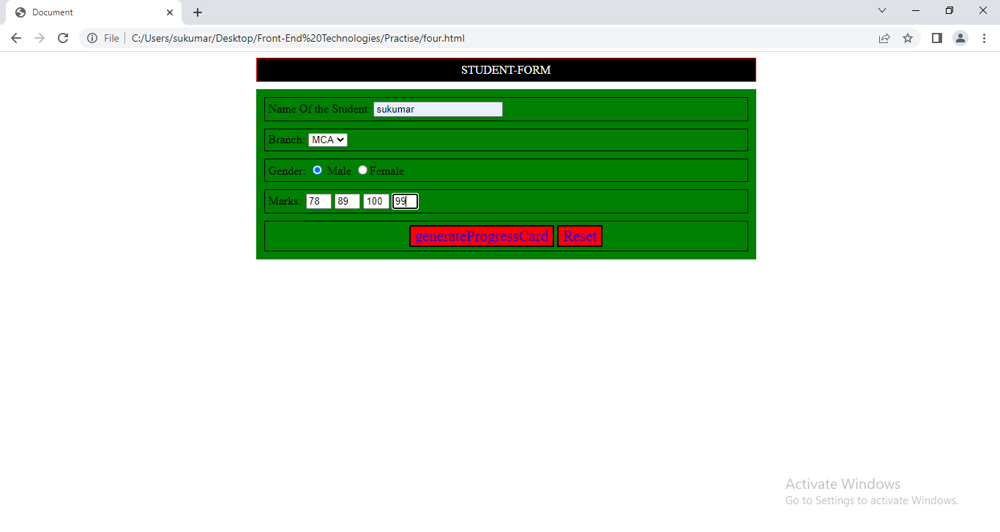 Document
File C:/Users/sukumar/Desktop/Front-End%20Technologies/Practise/four.html
STUDENT-FORM
Name Of the Student: sukumar
Branch: MCA
Gender: Male Female
Marks: 78 89 100 99
generateProgressCard Reset
Activate Windows
Go to Settings to activate Windows.